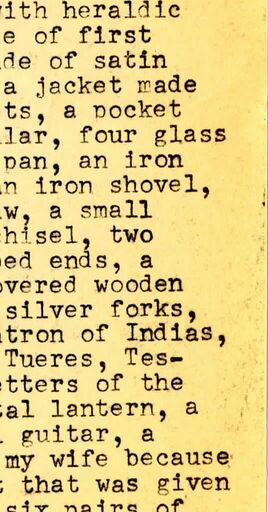 with heraldic
e of first
de of satin
a jacket made
ts, a pocket
lar, four glass
pan, an iron
n iron shovel,
w, a small
hisel, two
ed ends, a
overed wooden
silver forks,
tron of Indias,
Tueres, Tes-
etters of the
tal lantern, a
guitar, a
my wife because
t that was given
six pairs of